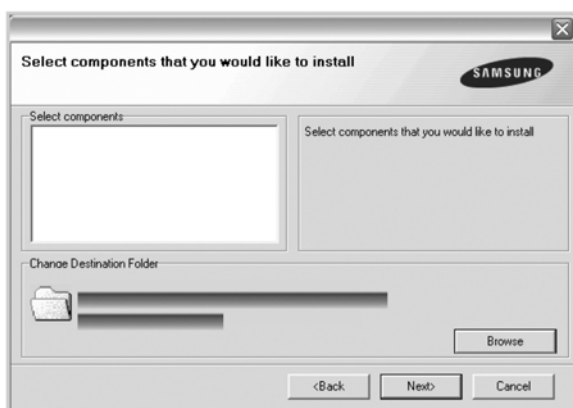 Select components that you would like to install
SAMSUNG
Select components
Select components that you would like to install
Change Destination Folder
Browse
<Back
Next>
Cancel